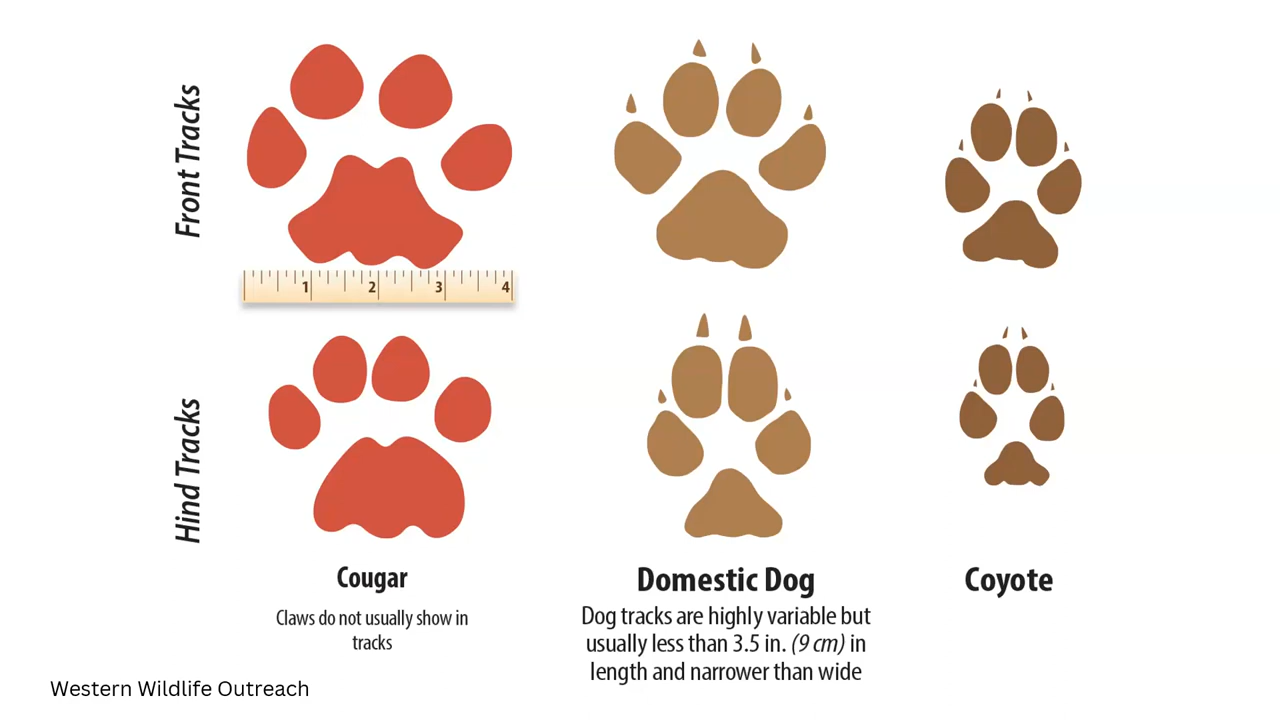 Front Tracks
1 2 3 4
Hind Tracks
Cougar
Claws do not usually show in
tracks
Domestic Dog
Dog tracks are highly variable but
usually less than 3.5 in. (9 cm) in
length and narrower than wide
Coyote
Western Wildlife Outreach